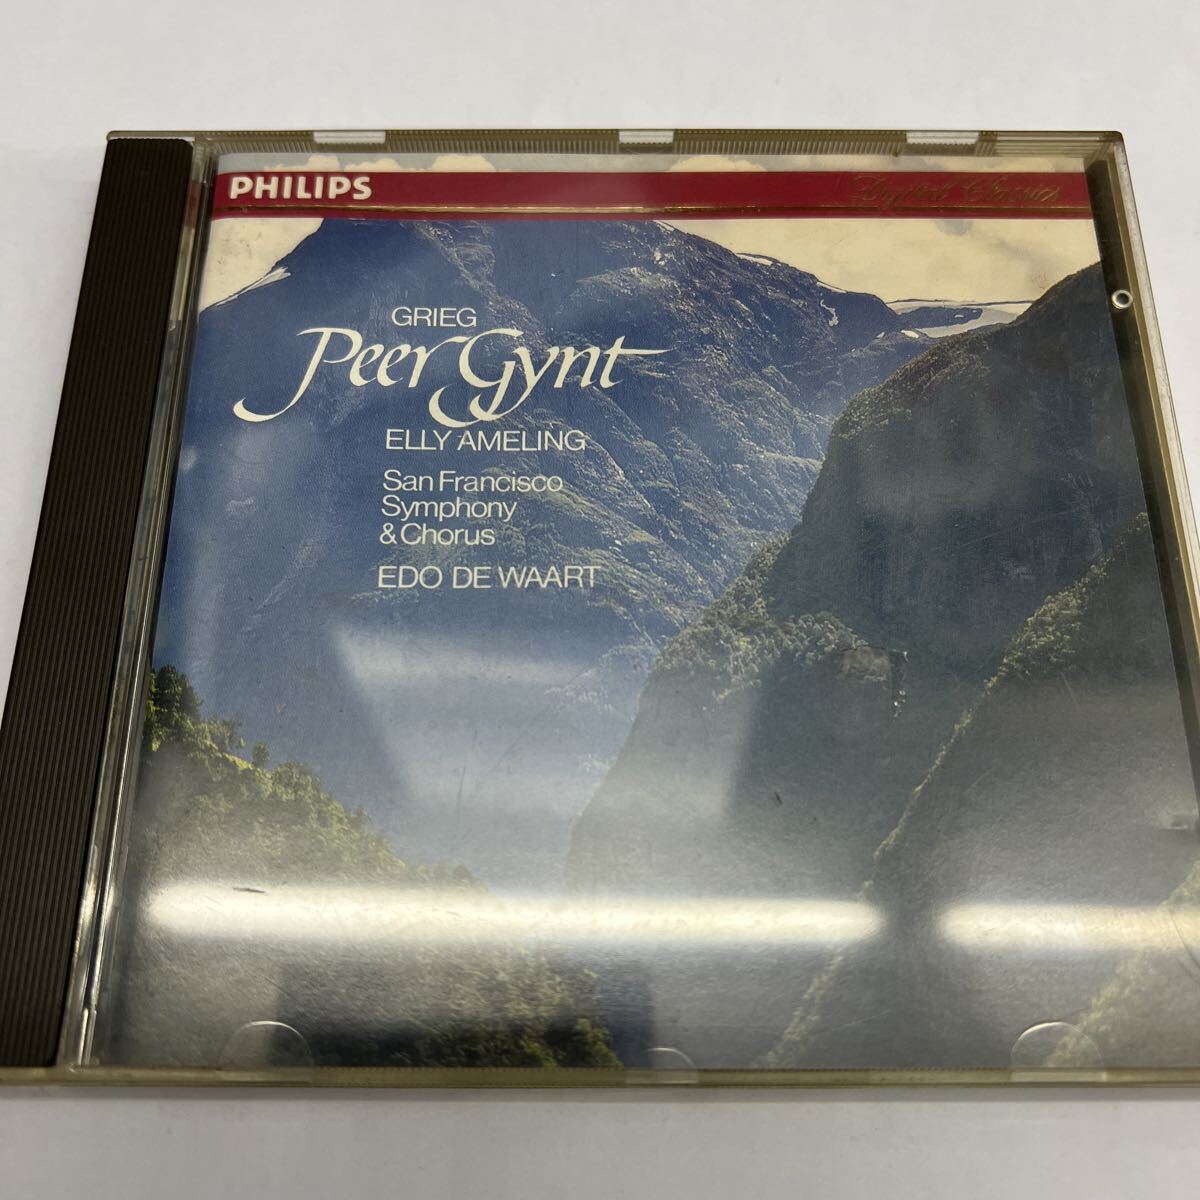 PHILIPS
Digital Classics
GRIEG
Peer Gynt
ELLY AMELING
San Francisco
Symphony
& Chorus
EDO DE WAART